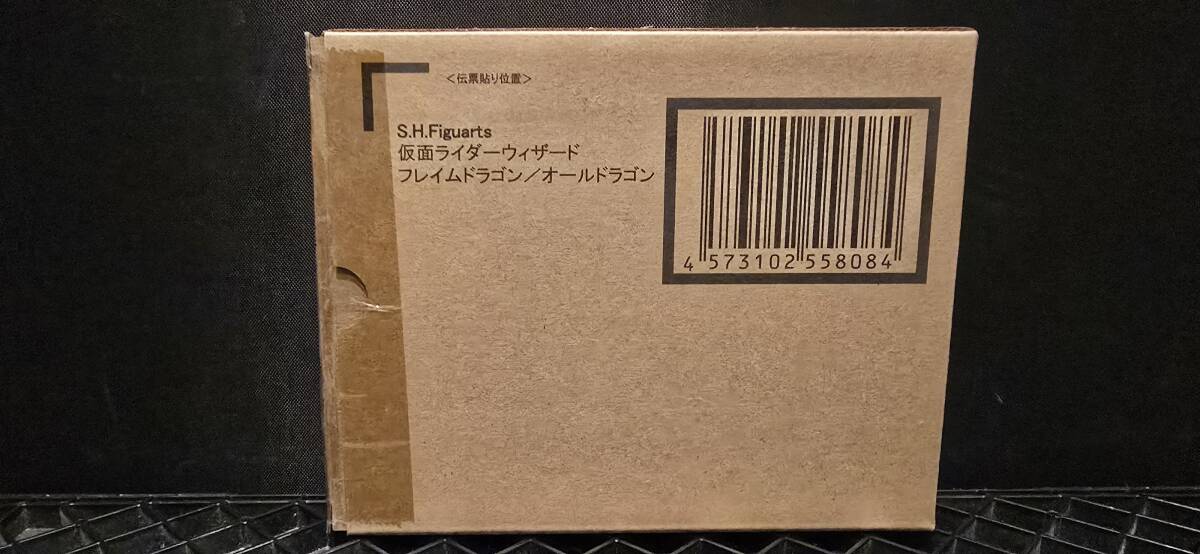 <伝票貼り位置>
S.H.Figuarts
仮面ライダーウィザード
フレイムドラゴン/オールドラゴン
4 573102 558084